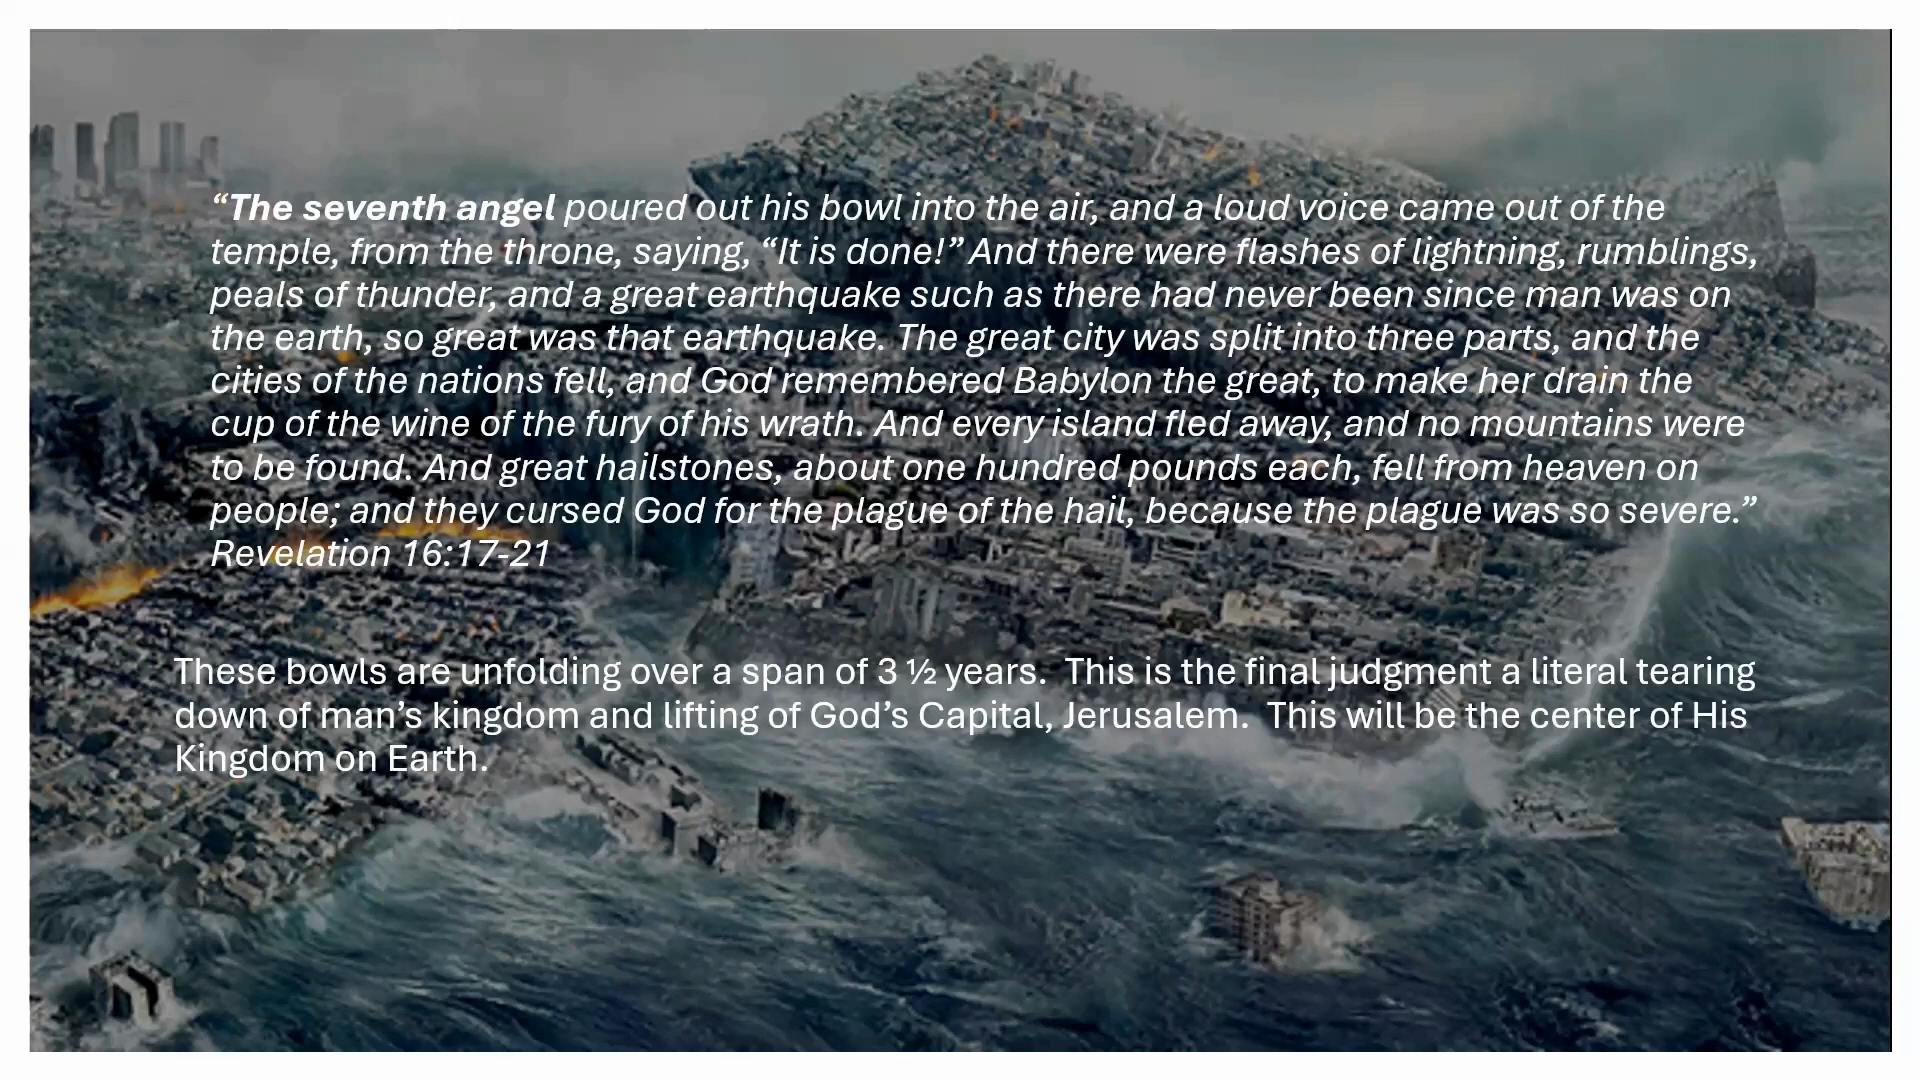 “The seventh angel poured out his bowl into the air, and a loud voice came out of the
temple, from the throne, saying, “It is done!” And there were flashes of lightning, rumblings,
peals of thunder, and a great earthquake such as there had never been since man was on
the earth, so great was that earthquake. The great city was split into three parts, and the
cities of the nations fell, and God remembered Babylon the great, to make her drain the
cup of the wine of the fury of his wrath. And every island fled away, and no mountains were
to be found. And great hailstones, about one hundred pounds each, fell from heaven on
people; and they cursed God for the plague of the hail, because the plague was so severe.”
Revelation 16:17-21
These bowls are unfolding over a span of 3 ½ years.  This is the final judgment a literal tearing
down of man’s kingdom and lifting of God’s Capital, Jerusalem.  This will be the center of His
Kingdom on Earth.